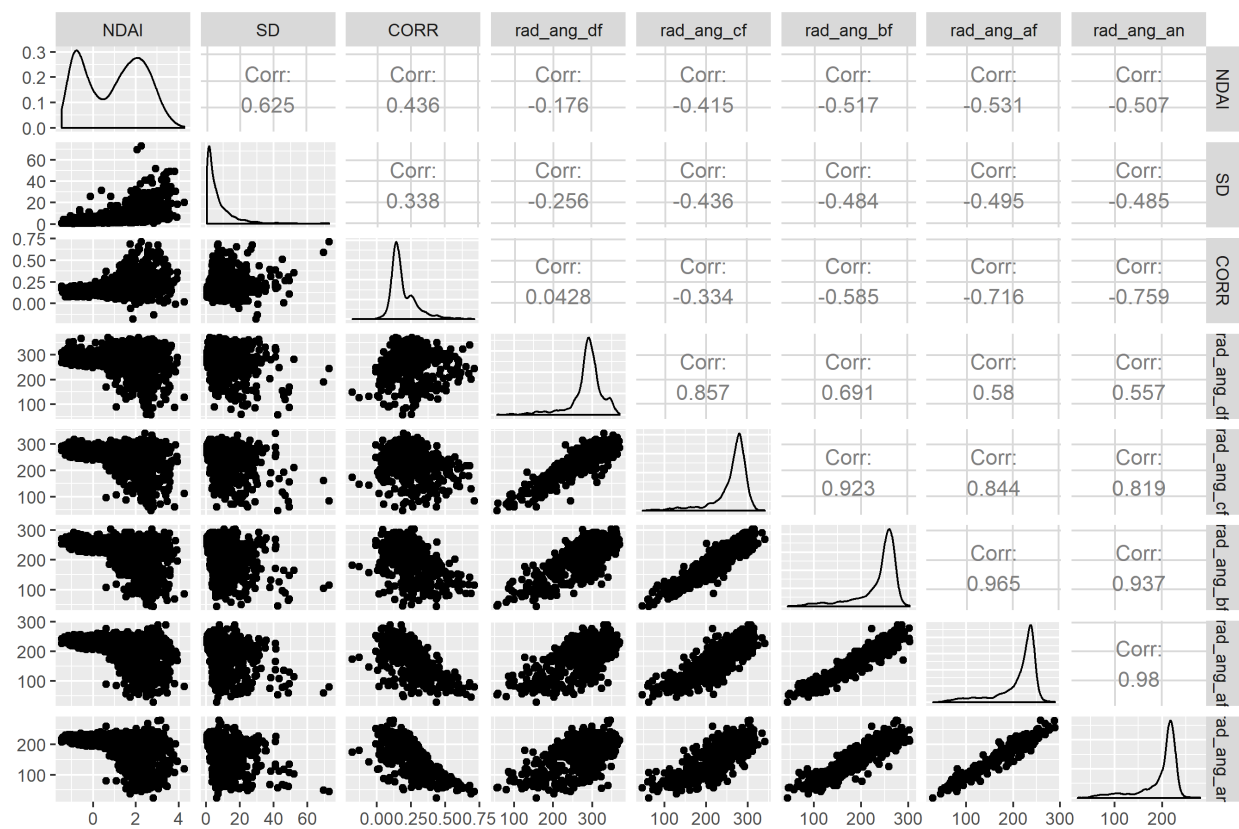 NDAI SD CORR rad_ang_df rad_ang_cf rad_ang_bf rad_ang_af rad_ang_an
0.3
0.2
0.1
0.0
Corr: Corr: Corr: Corr: Corr: Corr: Corr:
0.625 0.436 -0.176 -0.415 -0.517 -0.531 -0.507
NDAI
60
40
20
0
Corr: Corr: Corr: Corr: Corr: Corr:
0.338 -0.256 -0.436 -0.484 -0.495 -0.485
SD
0.75
0.50
0.25
0.00
Corr: Corr: Corr: Corr: Corr:
0.0428 -0.334 -0.585 -0.716 -0.759
CORR
300
200
100
Corr: Corr: Corr: Corr:
0.857 0.691 0.58 0.557
rad_ang_df
300
200
100
Corr: Corr: Corr:
0.923 0.844 0.819
rad_ang_cf
300
200
100
Corr: Corr:
0.965 0.937
rad_ang_bf
300
200
100
Corr:
0.98
rad_ang_af
200
100
rad_ang_an
0 2 4 0 20 40 60 0.00 0.25 0.50 0.75 100 200 300 100 200 300 100 200 300 100 200 300 100 200